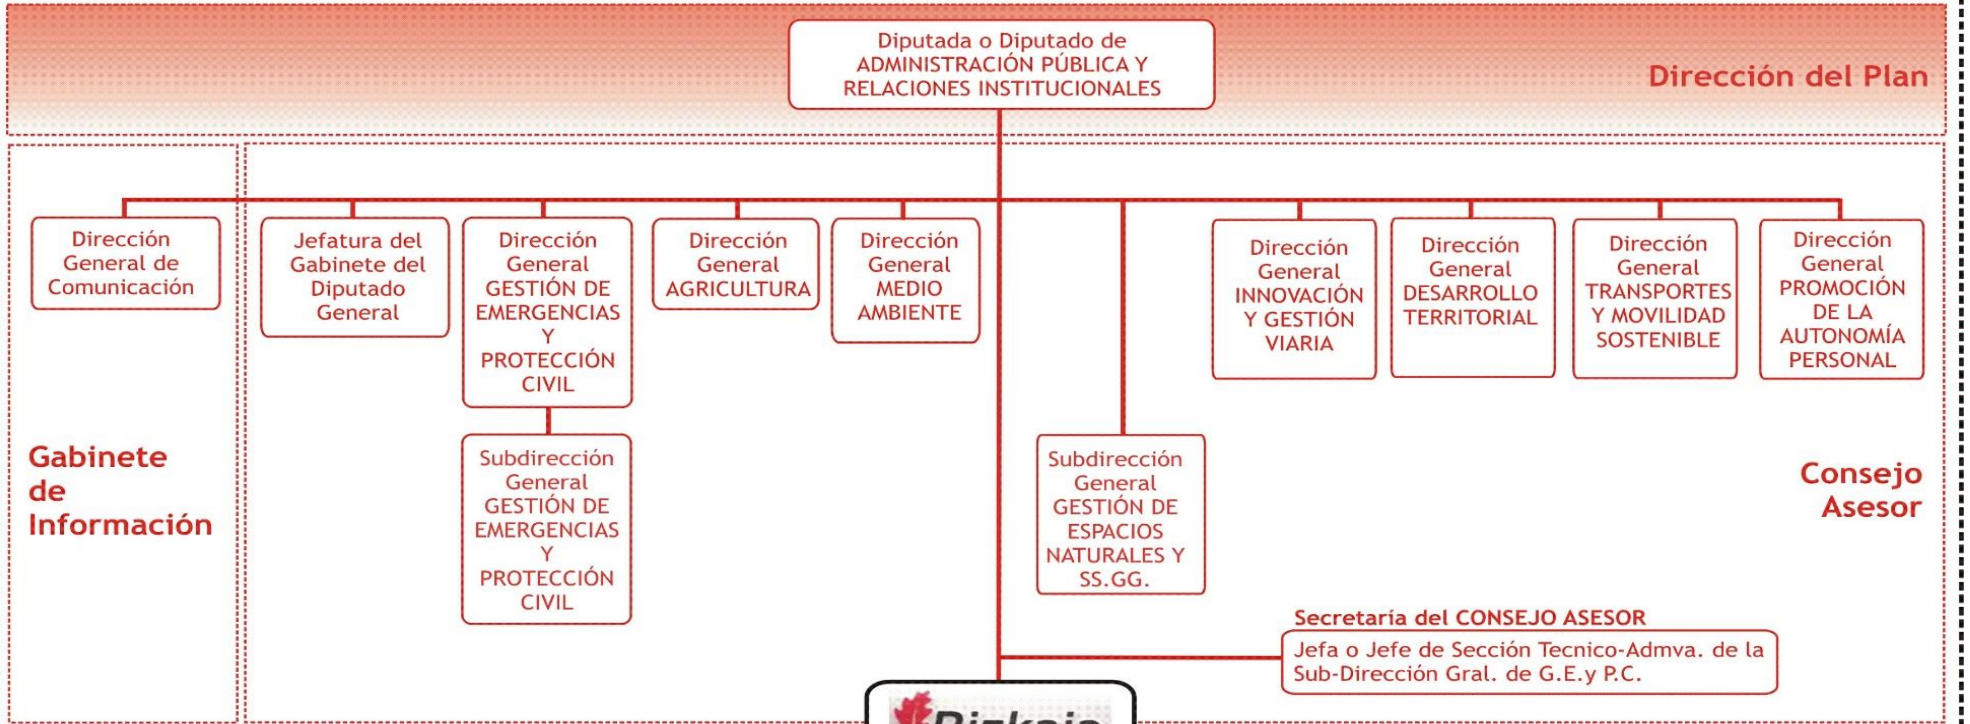 Diputada o Diputado de
ADMINISTRACIÓN PÚBLICA Y
RELACIONES INSTITUCIONALES
Dirección del Plan
Dirección
General de
Comunicación
Jefatura del
Gabinete del
Diputado
General
Dirección
General
GESTIÓN DE
EMERGENCIAS
Y
PROTECCIÓN
CIVIL
Dirección
General
AGRICULTURA
Dirección
General
MEDIO
AMBIENTE
Dirección
General
INNOVACIÓN
Y GESTIÓN
VIARIA
Dirección
General
DESARROLLO
TERRITORIAL
Dirección
General
TRANSPORTES
Y MOVILIDAD
SOSTENIBLE
Dirección
General
PROMOCIÓN
DE LA
AUTONOMÍA
PERSONAL
Gabinete
de
Información
Subdirección
General
GESTIÓN DE
EMERGENCIAS
Y
PROTECCIÓN
CIVIL
Subdirección
General
GESTIÓN DE
ESPACIOS
NATURALES Y
SS.GG.
Consejo
Asesor
Secretaría del CONSEJO ASESOR
Jefa o Jefe de Sección Tecnico-Admva. de la
Sub-Dirección Gral. de G.E.y P.C.
Bizkaia